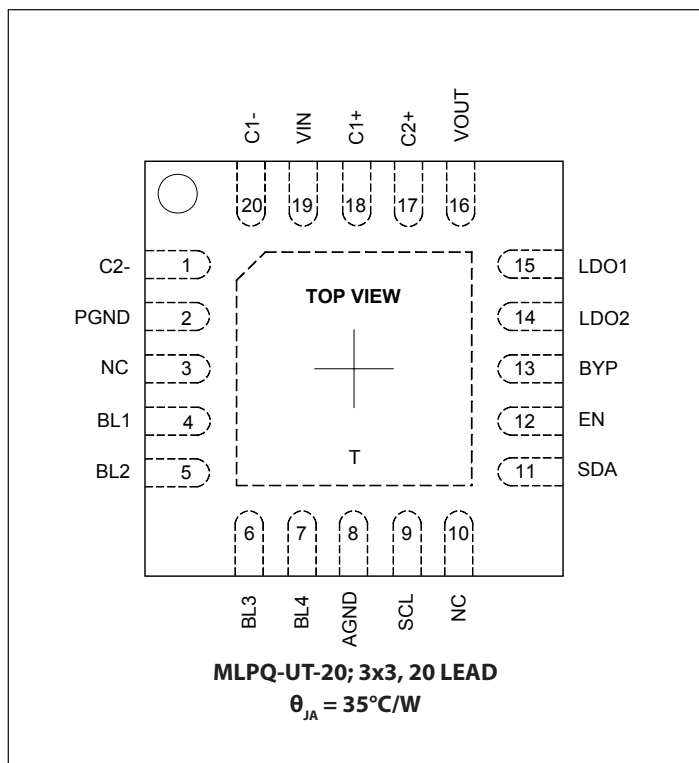 C1-
VIN
C1+
C2+
VOUT
20
19
18
17
16
C2-
1
PGND
2
NC
3
BL1
4
BL2
5
TOP VIEW
T
15
LDO1
14
LDO2
13
BYP
12
EN
11
SDA
6
7
8
9
10
BL3
BL4
AGND
SCL
NC
MLPQ-UT-20; 3x3, 20 LEAD
θJA = 35°C/W